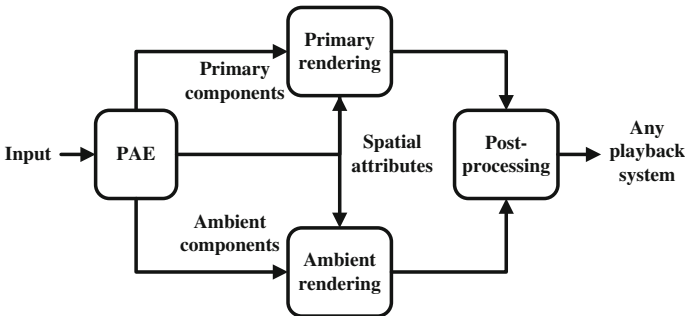 Primary
rendering
Primary
components
Input
PAE
Spatial
attributes
Post-
processing
Any
playback
system
Ambient
components
Ambient
rendering